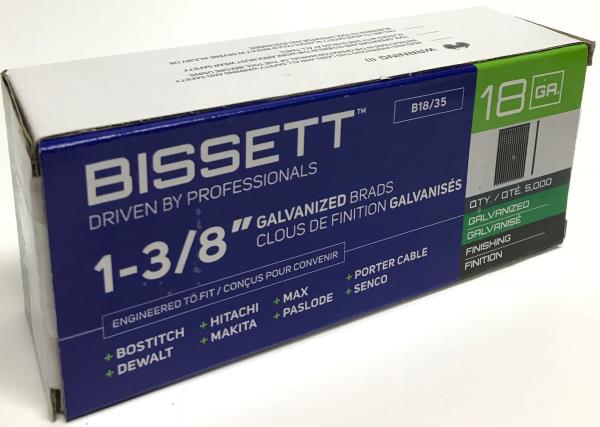 WARNING
BISSETT™
DRIVEN BY PROFESSIONALS
B18/35
1-3/8" GALVANIZED BRADS
CLOUS DE FINITION GALVANISÉS
ENGINEERED TO FIT / CONÇUS POUR CONVENIR
+ BOSTITCH + HITACHI + MAX + PORTER CABLE
+ DEWALT + MAKITA + PASLODE + SENCO
18 GA.
QTY. / QTÉ. 5,000
GALVANIZED
GALVANISÉ
FINISHING
FINITION